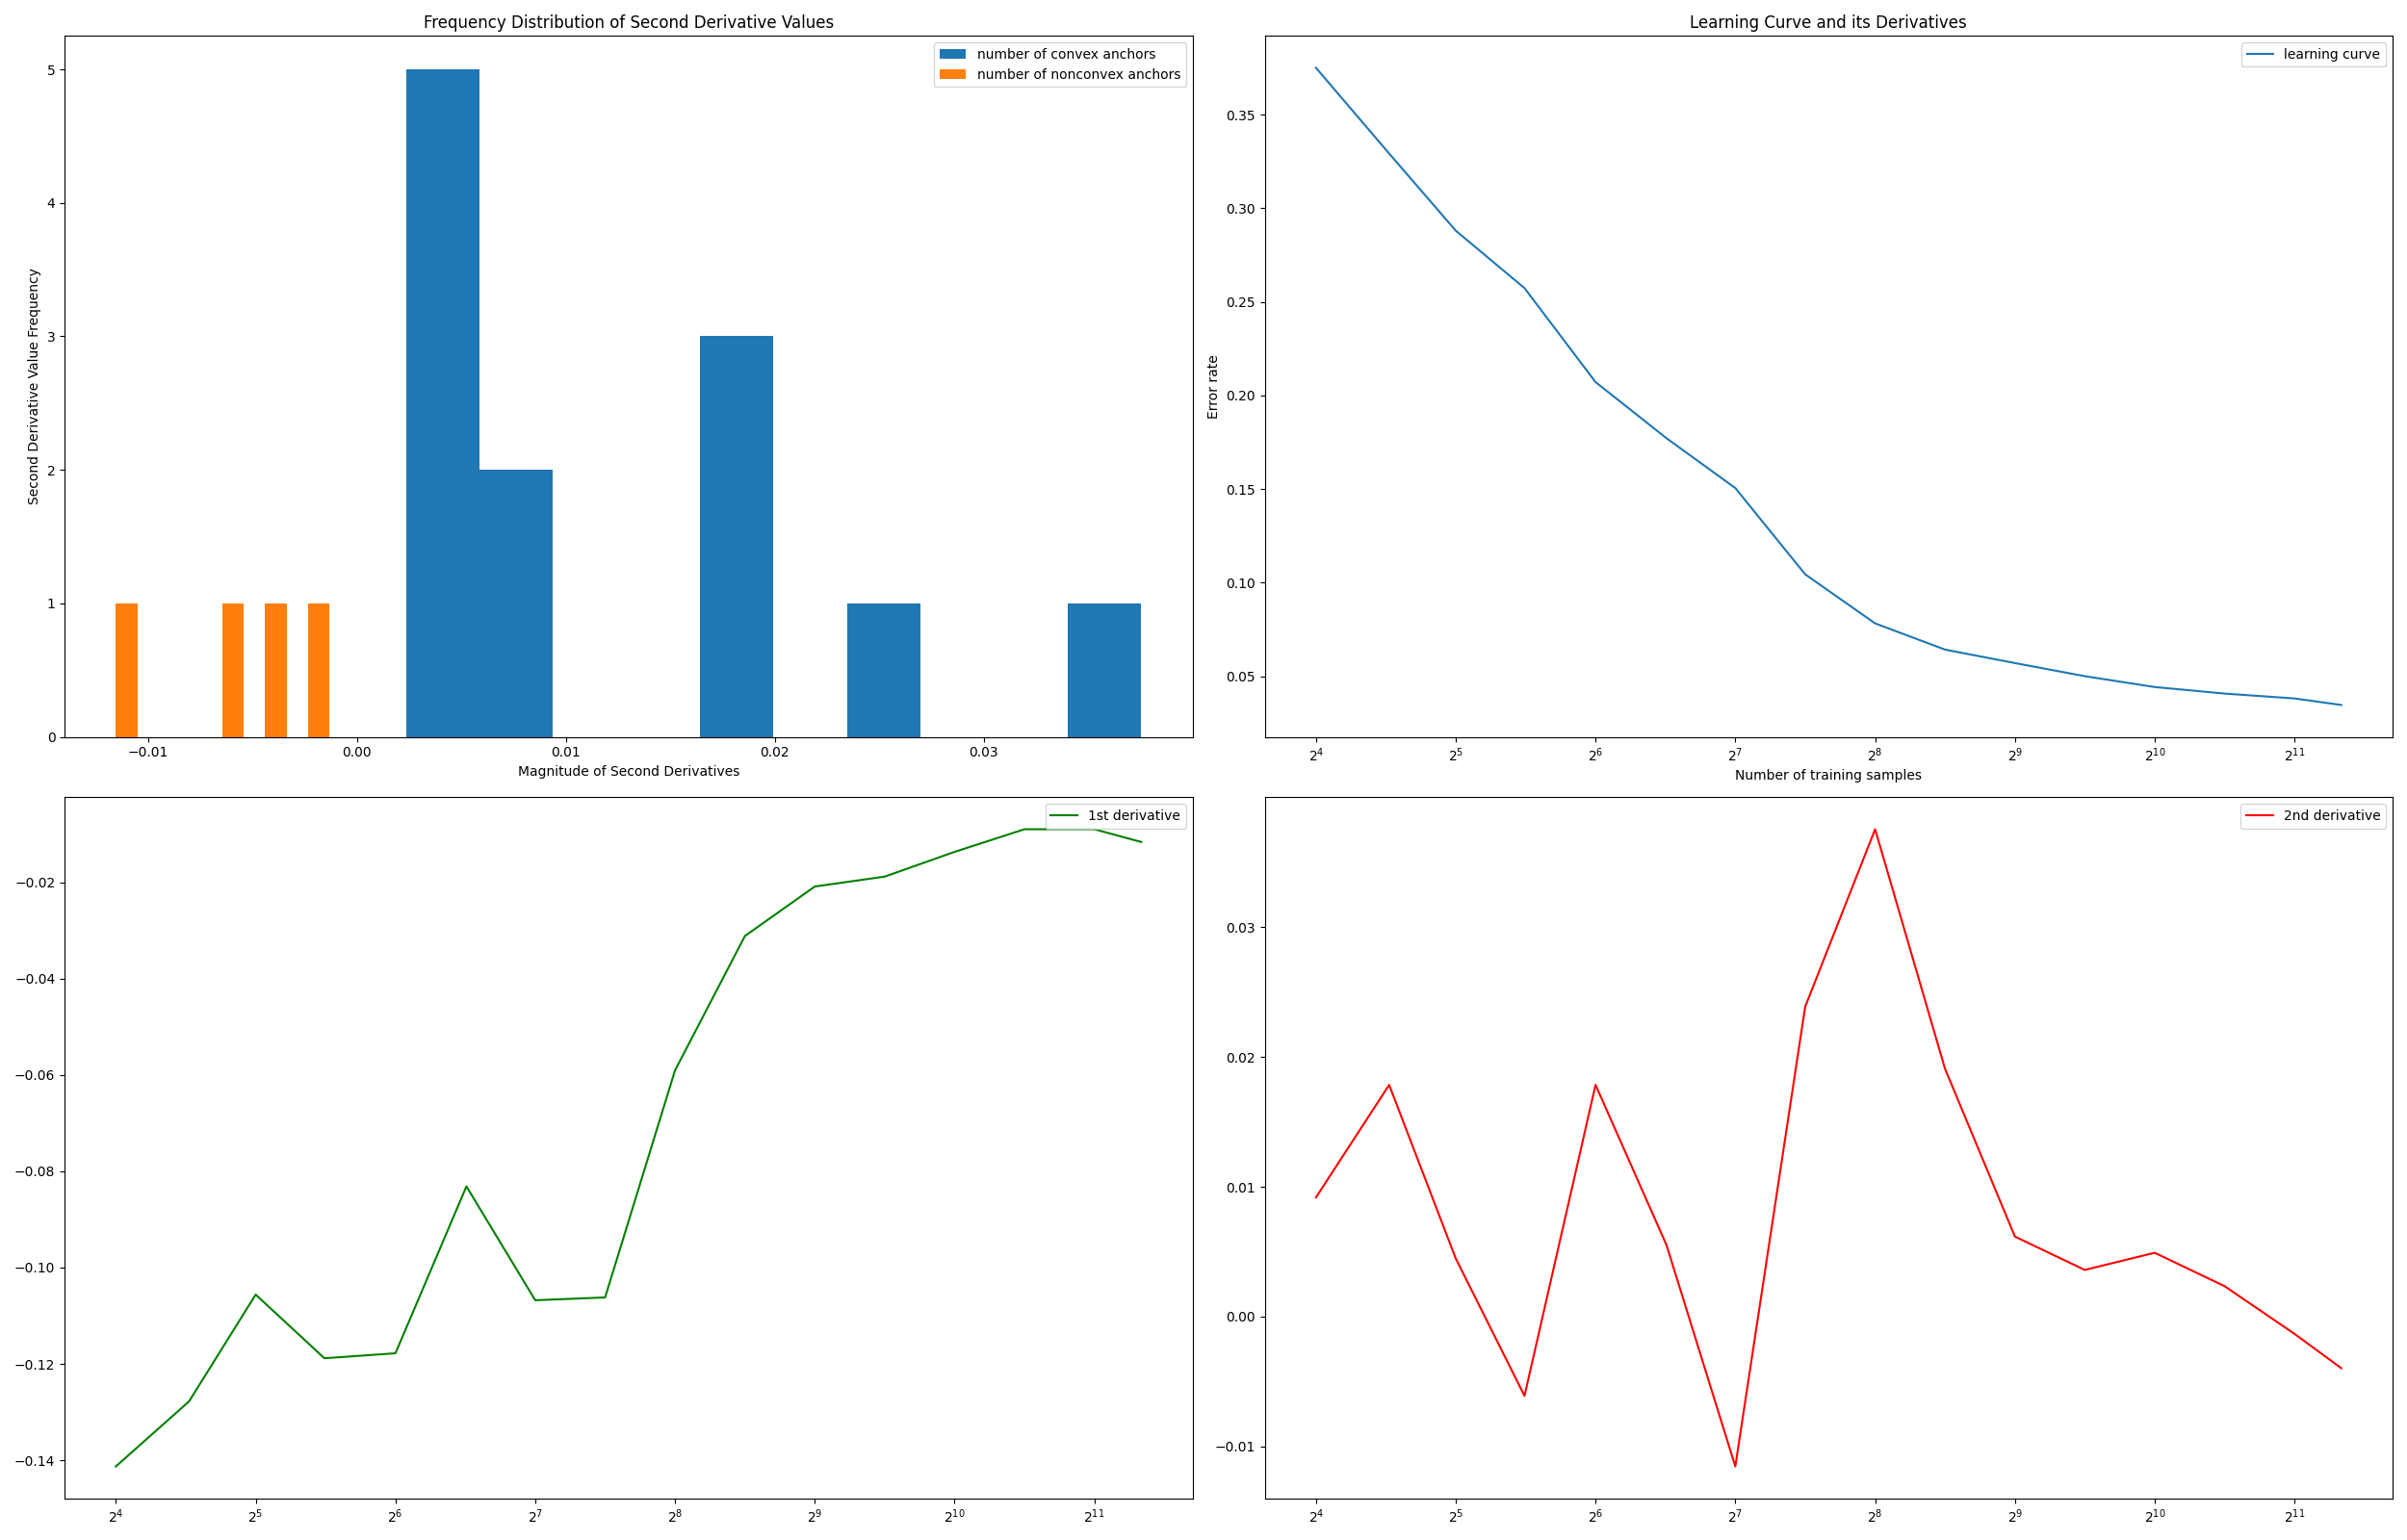 Frequency Distribution of Second Derivative Values
number of convex anchors
number of nonconvex anchors
Second Derivative Value Frequency
5
4
3
2
1
0
−0.01 0.00 0.01 0.02 0.03
Magnitude of Second Derivatives
Learning Curve and its Derivatives
learning curve
Error rate
0.35
0.30
0.25
0.20
0.15
0.10
0.05
2⁴ 2⁵ 2⁶ 2⁷ 2⁸ 2⁹ 2¹⁰ 2¹¹
Number of training samples
1st derivative
−0.02
−0.04
−0.06
−0.08
−0.10
−0.12
−0.14
2⁴ 2⁵ 2⁶ 2⁷ 2⁸ 2⁹ 2¹⁰ 2¹¹
2nd derivative
0.03
0.02
0.01
0.00
−0.01
2⁴ 2⁵ 2⁶ 2⁷ 2⁸ 2⁹ 2¹⁰ 2¹¹